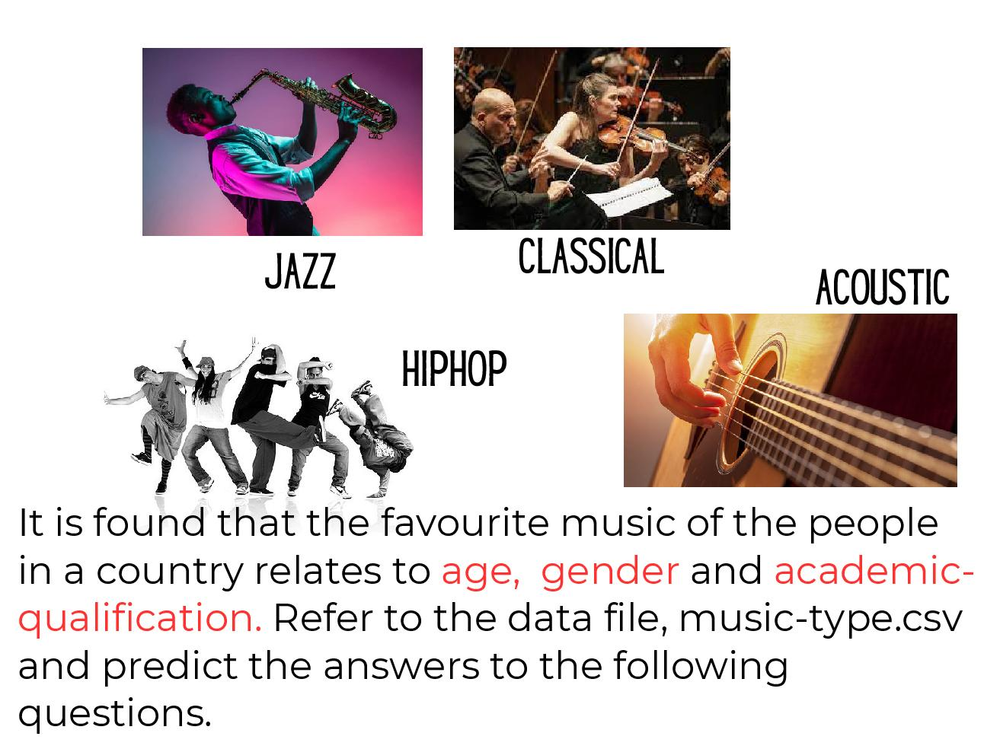 JAZZ
CLASSICAL
ACOUSTIC
HIPHOP
It is found that the favourite music of the people
in a country relates to age,  gender and academic-
qualification. Refer to the data file, music-type.csv
and predict the answers to the following
questions.